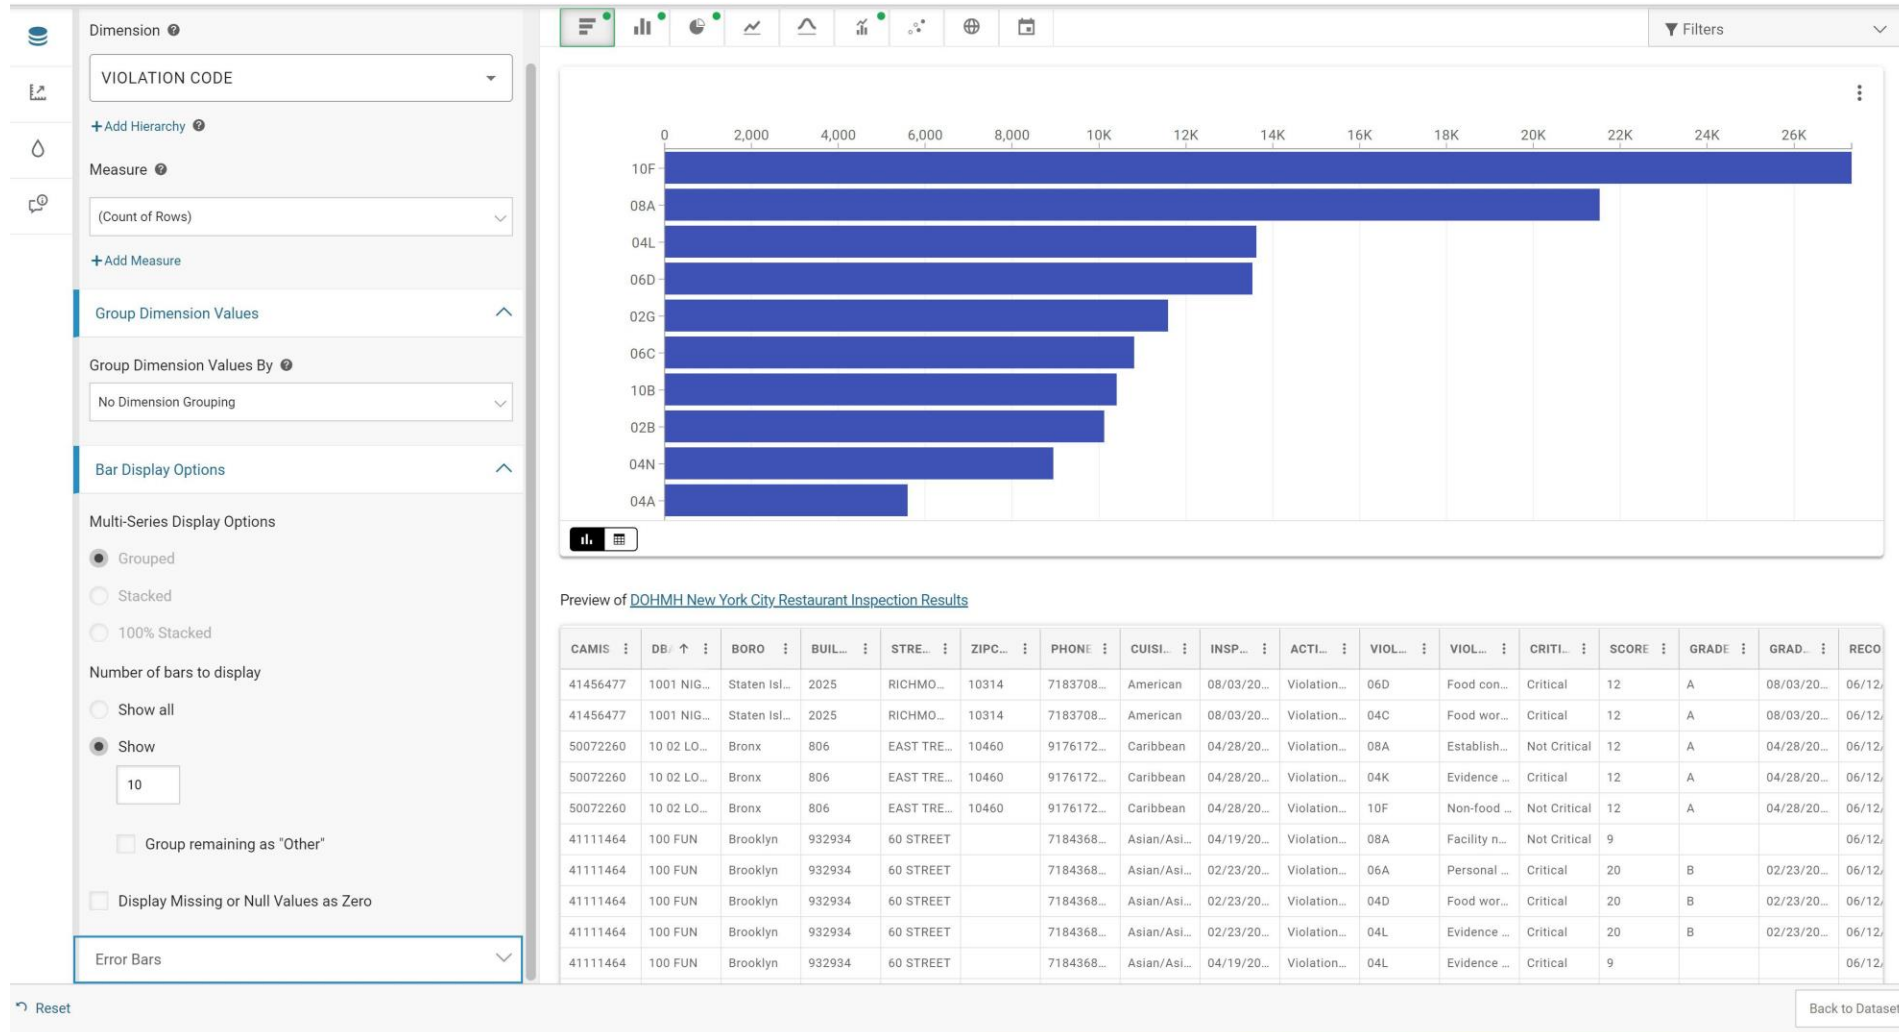 Dimension
VIOLATION CODE
+Add Hierarchy
Measure
(Count of Rows)
+Add Measure
Group Dimension Values
Group Dimension Values By
No Dimension Grouping
Bar Display Options
Multi-Series Display Options
Grouped
Stacked
100% Stacked
Number of bars to display
Show all
Show
10
Group remaining as "Other"
Display Missing or Null Values as Zero
Error Bars
Reset
Filters
0 2,000 4,000 6,000 8,000 10K 12K 14K 16K 18K 20K 22K 24K 26K
10F
08A
04L
06D
02G
06C
10B
02B
04N
04A
Preview of DOHMH New York City Restaurant Inspection Results
CAMIS DB. BORO BUIL... STRE... ZIPC... PHONE CUISI... INSP... ACTI... VIOL... VIOL... CRITI... SCORE GRADE GRAD... RECO
41456477 1001 NIG... Staten Isl... 2025 RICHMO... 10314 7183708... American 08/03/20... Violation... 06D Food con... Critical 12 A 08/03/20... 06/12/
41456477 1001 NIG... Staten Isl... 2025 RICHMO... 10314 7183708... American 08/03/20... Violation... 04C Food wor... Critical 12 A 08/03/20... 06/12/
50072260 10 02 LO... Bronx 806 EAST TRE... 10460 9176172... Caribbean 04/28/20... Violation... 08A Establish... Not Critical 12 A 04/28/20... 06/12/
50072260 10 02 LO... Bronx 806 EAST TRE... 10460 9176172... Caribbean 04/28/20... Violation... 04K Evidence ... Critical 12 A 04/28/20... 06/12/
50072260 10 02 LO... Bronx 806 EAST TRE... 10460 9176172... Caribbean 04/28/20... Violation... 10F Non-food ... Not Critical 12 A 04/28/20... 06/12/
41111464 100 FUN Brooklyn 932934 60 STREET 7184368... Asian/Asi... 04/19/20... Violation... 08A Facility n... Not Critical 9 06/12/
41111464 100 FUN Brooklyn 932934 60 STREET 7184368... Asian/Asi... 02/23/20... Violation... 06A Personal ... Critical 20 B 02/23/20... 06/12/
41111464 100 FUN Brooklyn 932934 60 STREET 7184368... Asian/Asi... 02/23/20... Violation... 04D Food wor... Critical 20 B 02/23/20... 06/12/
41111464 100 FUN Brooklyn 932934 60 STREET 7184368... Asian/Asi... 02/23/20... Violation... 04L Evidence ... Critical 20 B 02/23/20... 06/12/
41111464 100 FUN Brooklyn 932934 60 STREET 7184368... Asian/Asi... 04/19/20... Violation... 04L Evidence ... Critical 9 06/12/
Back to Dataset